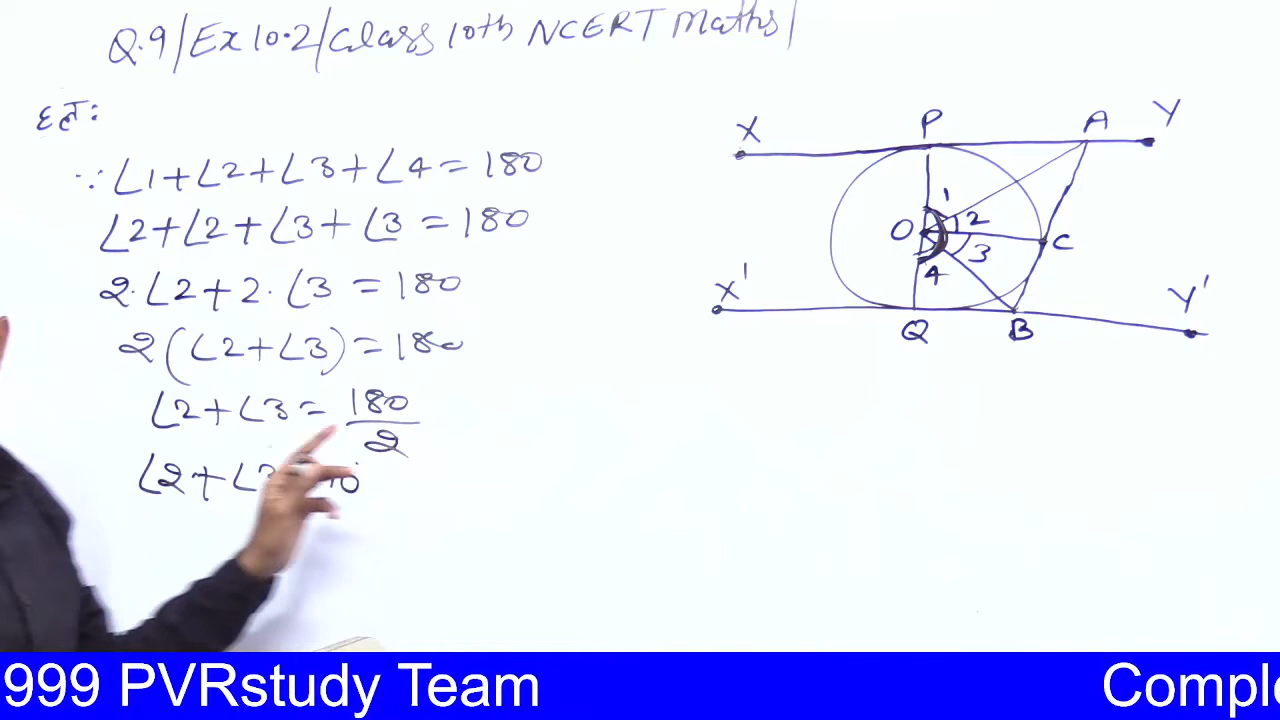 Q.9/Ex 10.2/Class 10th NCERT Maths/
हलः
∵ ∠1+∠2+∠3+∠4=180
∠2+∠2+∠3+∠3=180
2·∠2+2·∠3=180
2(∠2+∠3)=180
∠2+∠3=180/2
∠2+∠
X P A Y
1
O 2 C
3
4
X' Q B Y'
999 PVRstudy Team
Comple